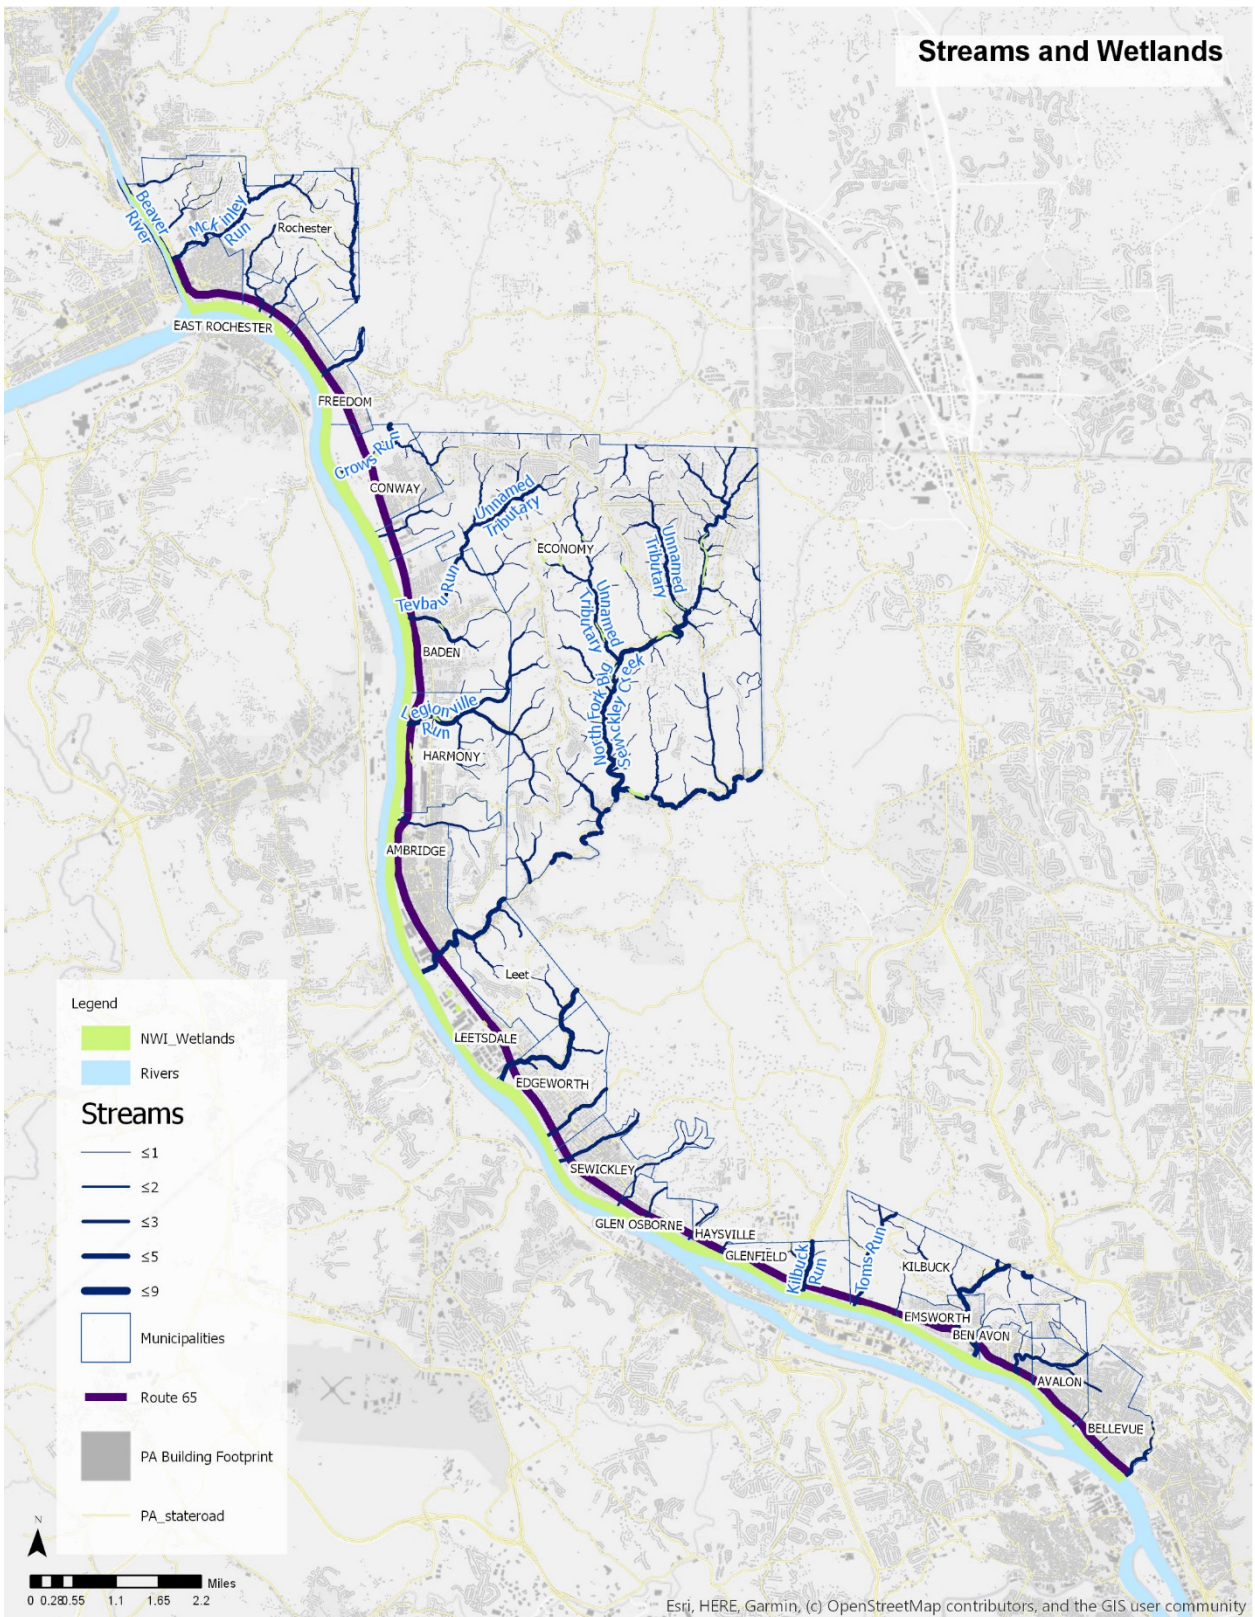 Streams and Wetlands
Beaver
River
McKinley
Run
Rochester
EAST ROCHESTER
FREEDOM
Crows Run
CONWAY
Unnamed
Tributary
ECONOMY
Unnamed
Tributary
Unnamed
Tributary
Tevbau Run
BADEN
North Fork Big
Sewickley Creek
Legionville
Run
HARMONY
AMBRIDGE
Leet
LEETSDALE
EDGEWORTH
SEWICKLEY
GLEN OSBORNE
HAYSVILLE
GLENFIELD
Kilbuck
Run
Toms Run
KILBUCK
EMSWORTH
BEN AVON
AVALON
BELLEVUE
Legend
NWI_Wetlands
Rivers
Streams
≤1
≤2
≤3
≤5
≤9
Municipalities
Route 65
PA Building Footprint
PA_stateroad
N
Miles
0 0.280.55 1.1 1.65 2.2
Esri, HERE, Garmin, (c) OpenStreetMap contributors, and the GIS user community